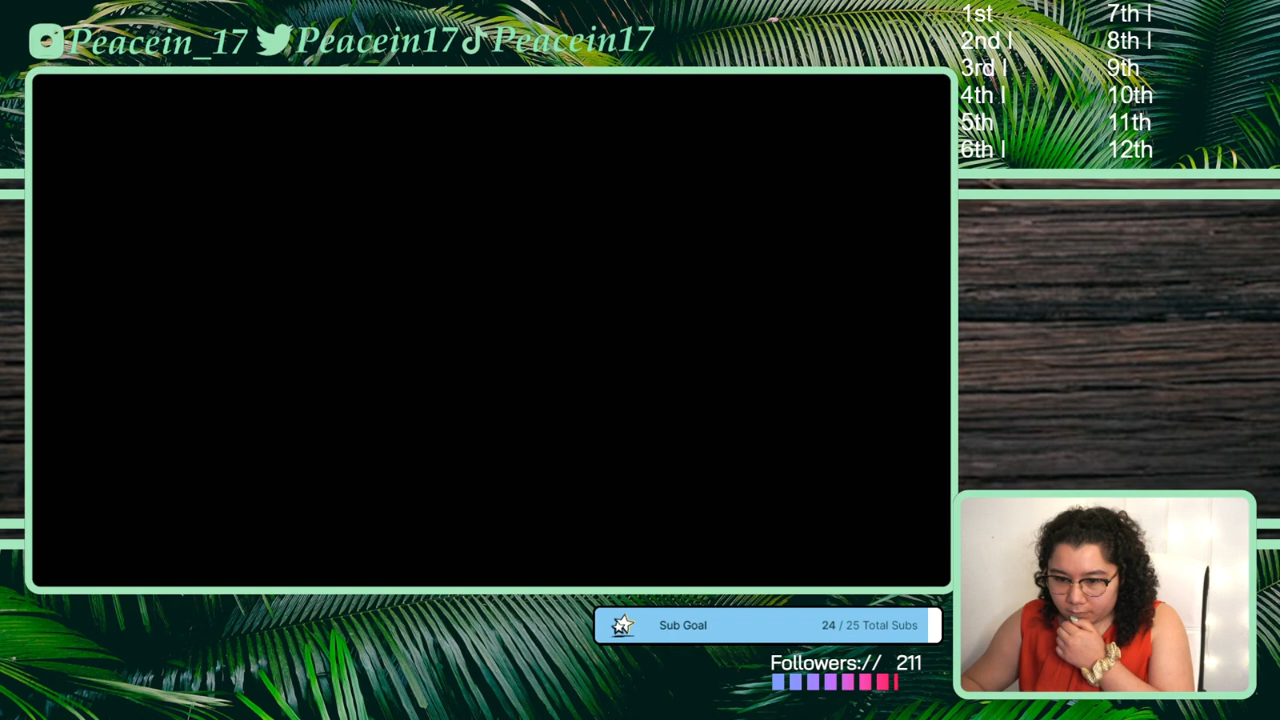 Peacein_17 Peacein17 Peacein17
1st 7th l
2nd l 8th l
3rd l 9th
4th l 10th
5th 11th
6th l 12th
Sub Goal 24 / 25 Total Subs
Followers:// 211